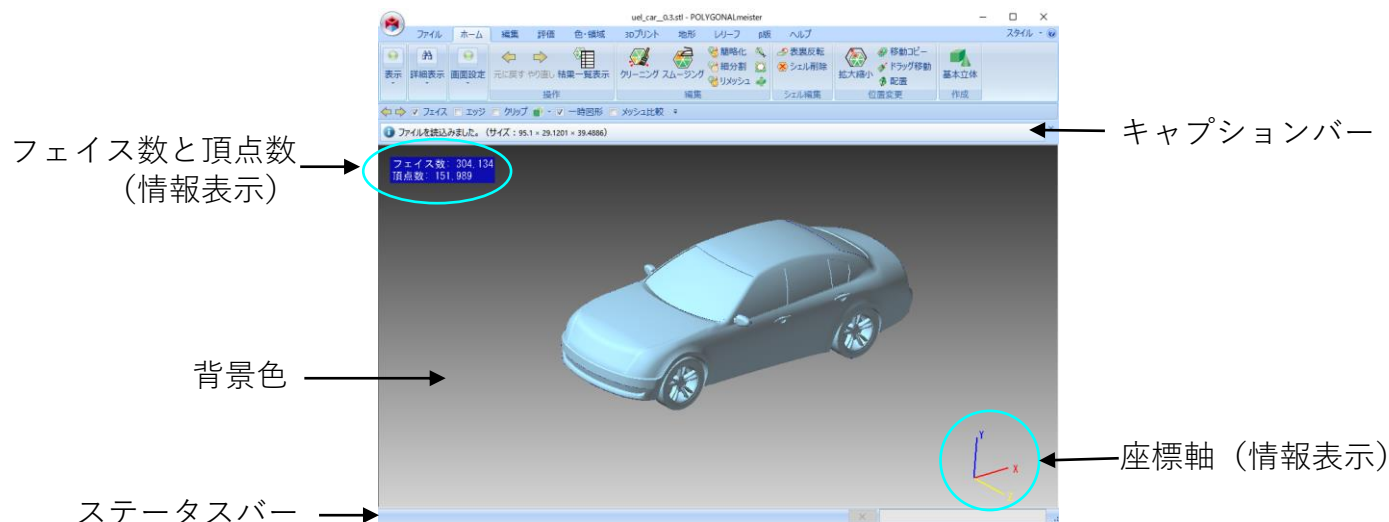 uel_car__0.3.stl - POLYGONALmeister
ファイル ホーム 編集 評価 色・領域 3Dプリント 地形 レリーフ β版 ヘルプ スタイル
表示 詳細表示 画面設定 元に戻す やり直し 結果一覧表示 クリーニング スムージング 簡略化 細分割 リメッシュ 表裏反転 シェル削除 拡大縮小 移動コピー ドラッグ移動 配置 基本立体
操作 編集 シェル編集 位置変更 作成
フェイス エッジ クリップ 一時図形 メッシュ比較
ファイルを読込みました。（サイズ : 95.1 × 29.1201 × 39.4886）
キャプションバー
フェイス数と頂点数
（情報表示）
フェイス数: 304,134
頂点数: 151,989
背景色
Y
X
座標軸（情報表示）
ステータスバー